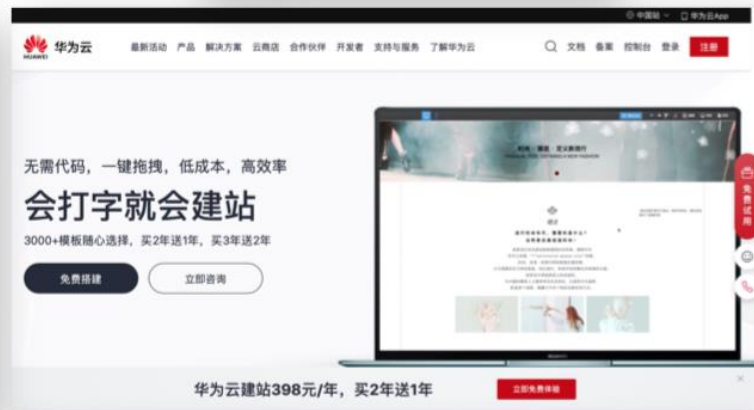 中国站
华为云App
HUAWEI
华为云
最新活动 产品 解决方案 云商店 合作伙伴 开发者 支持与服务 了解华为云
文档 备案 控制台 登录 注册
无需代码，一键拖拽，低成本，高效率
会打字就会建站
3000+模板随心选择，买2年送1年，买3年送2年
免费搭建 立即咨询
免费试用
HUAWEI
华为云建站398元/年，买2年送1年
立即免费体验